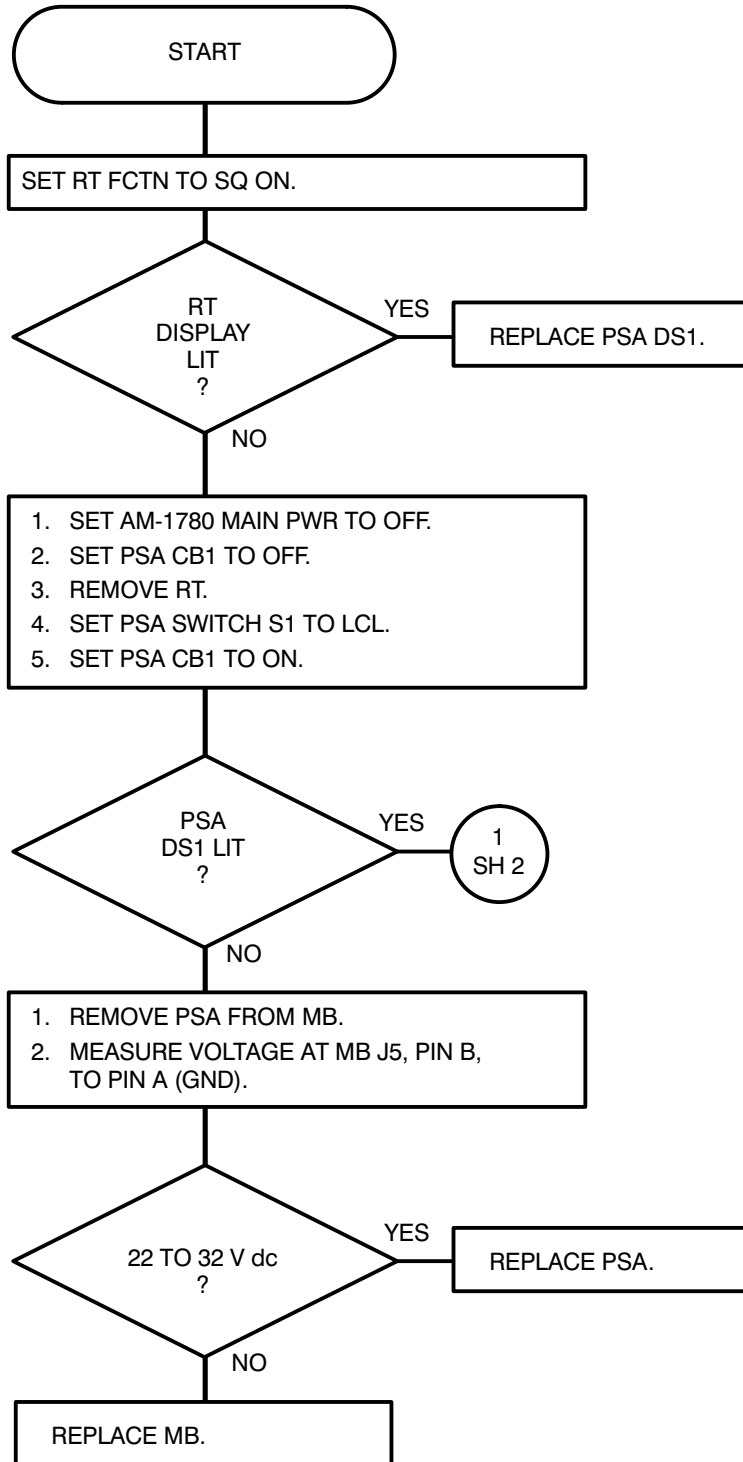 START
SET RT FCTN TO SQ ON.
RT
DISPLAY
LIT
?
YES
REPLACE PSA DS1.
NO
1. SET AM-1780 MAIN PWR TO OFF.
2. SET PSA CB1 TO OFF.
3. REMOVE RT.
4. SET PSA SWITCH S1 TO LCL.
5. SET PSA CB1 TO ON.
PSA
DS1 LIT
?
YES
1
SH 2
NO
1. REMOVE PSA FROM MB.
2. MEASURE VOLTAGE AT MB J5, PIN B,
TO PIN A (GND).
22 TO 32 V dc
?
YES
REPLACE PSA.
NO
REPLACE MB.